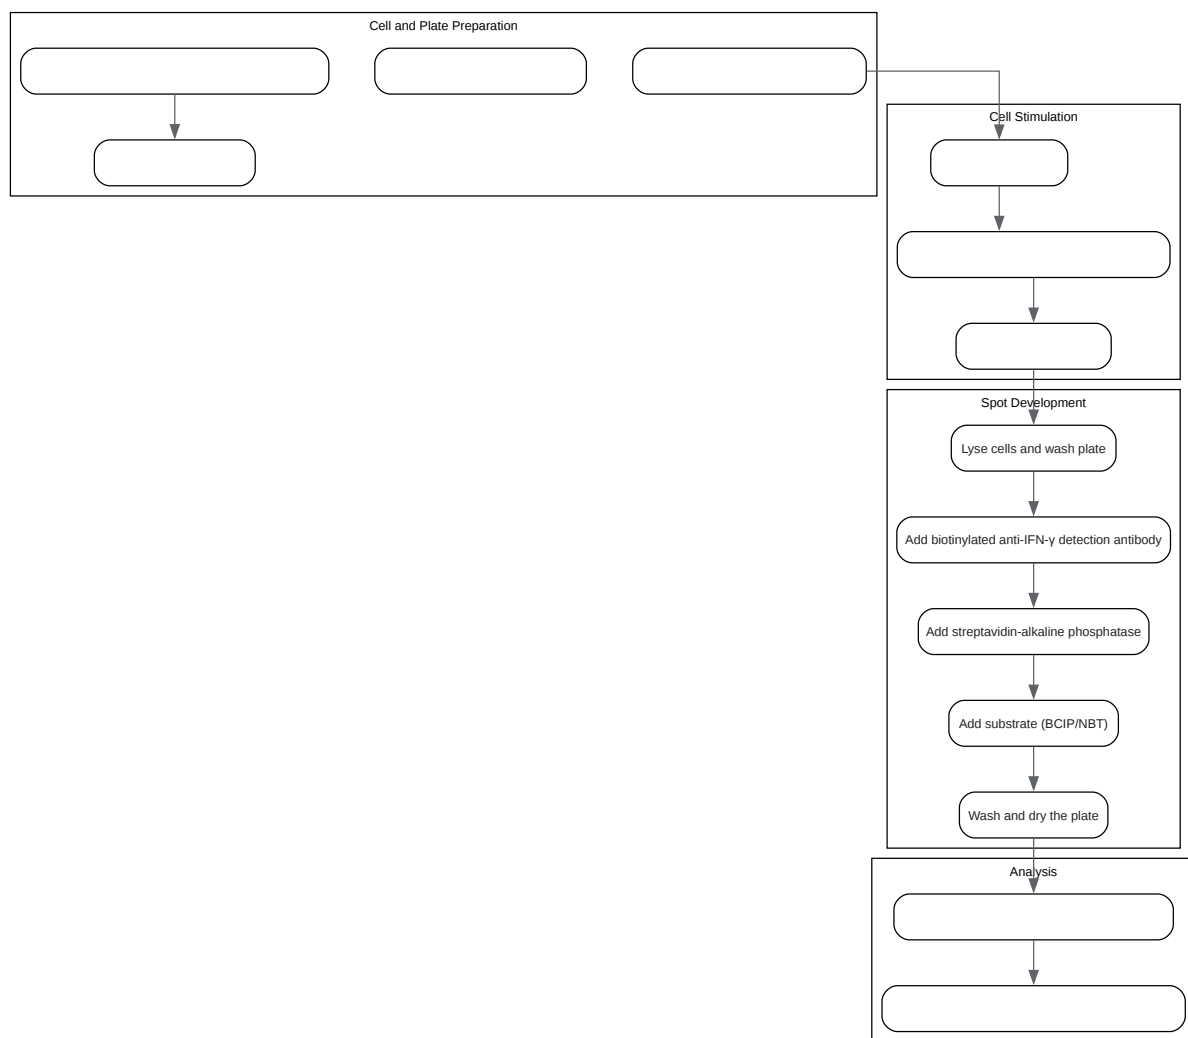 Cell and Plate Preparation
Cell Stimulation
Spot Development
Lyse cells and wash plate
Add biotinylated anti-IFN-γ detection antibody
Add streptavidin-alkaline phosphatase
Add substrate (BCIP/NBT)
Wash and dry the plate
Analysis